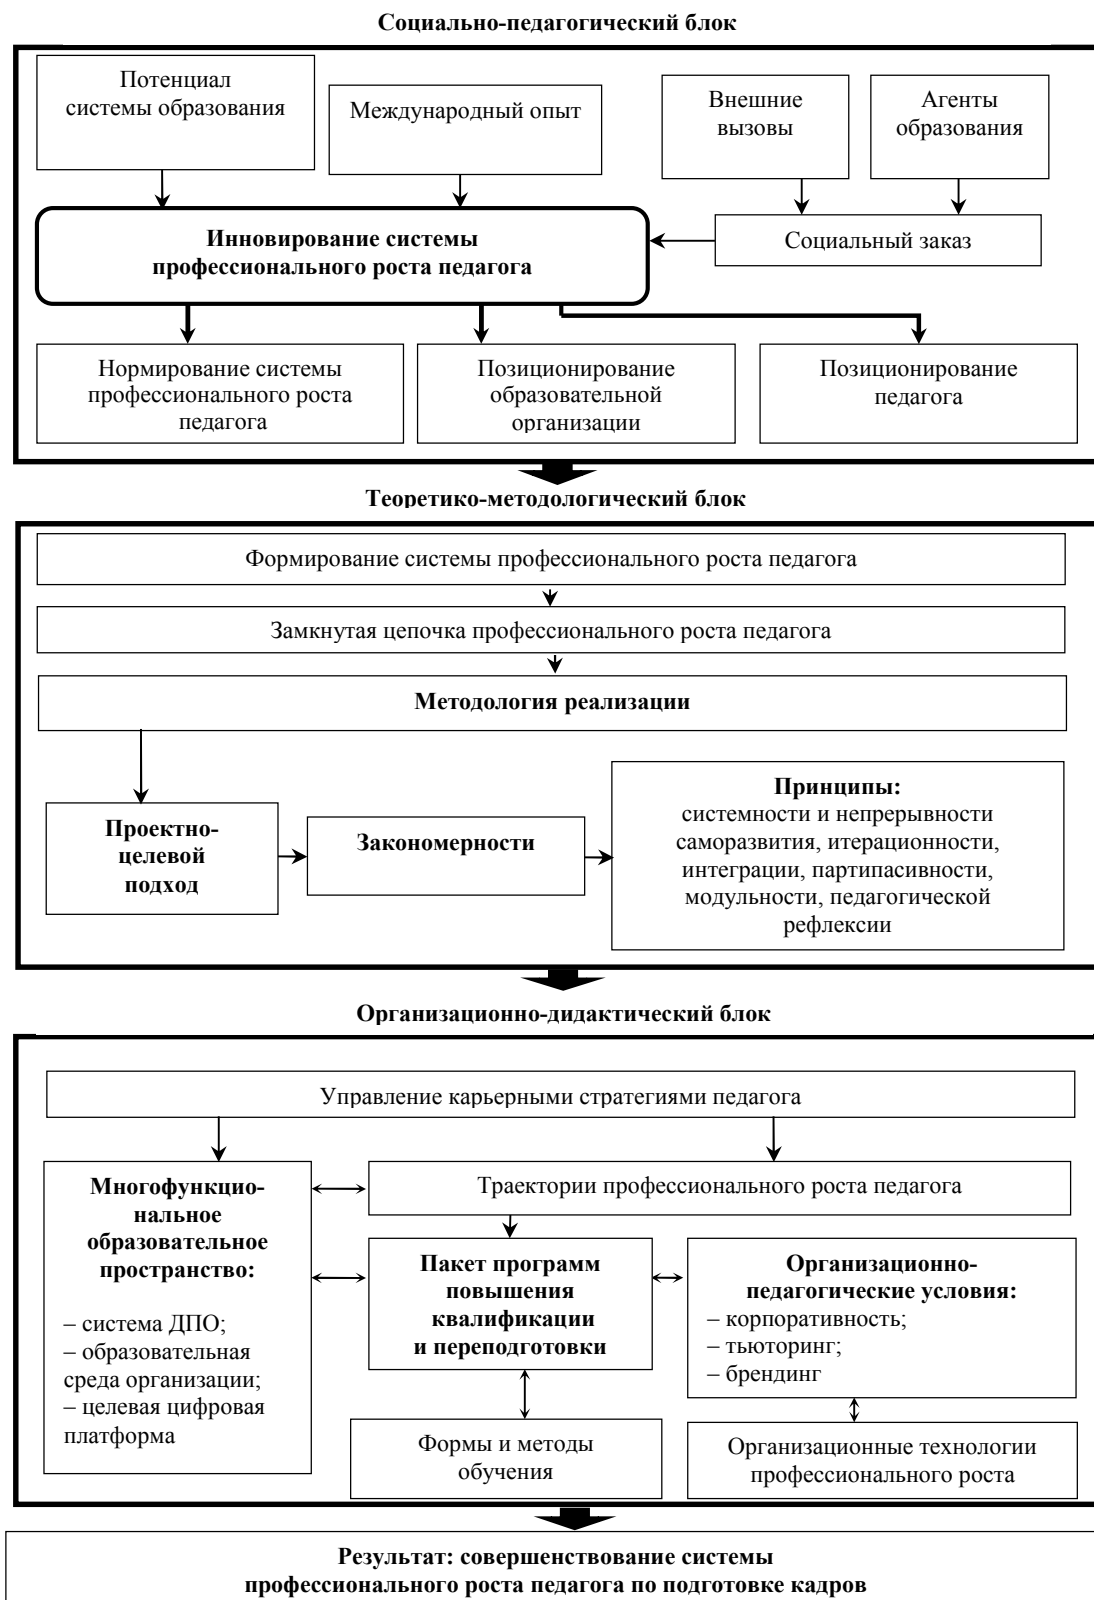 Социально-педагогический блок
Потенциал
системы образования
Международный опыт
Внешние
вызовы
Агенты
образования
Инновирование системы
профессионального роста педагога
Социальный заказ
Нормирование системы
профессионального роста
педагога
Позиционирование
образовательной
организации
Позиционирование
педагога
Теоретико-методологический блок
Формирование системы профессионального роста педагога
Замкнутая цепочка профессионального роста педагога
Методология реализации
Проектно-
целевой
подход
Закономерности
Принципы:
системности и непрерывности
саморазвития, итерационности,
интеграции, партипасивности,
модульности, педагогической
рефлексии
Организационно-дидактический блок
Управление карьерными стратегиями педагога
Многофункцио-
нальное
образовательное
пространство:
– система ДПО;
– образовательная
среда организации;
– целевая цифровая
платформа
Траектории профессионального роста педагога
Пакет программ
повышения
квалификации
и переподготовки
Организационно-
педагогические условия:
– корпоративность;
– тьюторинг;
– брендинг
Формы и методы
обучения
Организационные технологии
профессионального роста
Результат: совершенствование системы
профессионального роста педагога по подготовке кадров